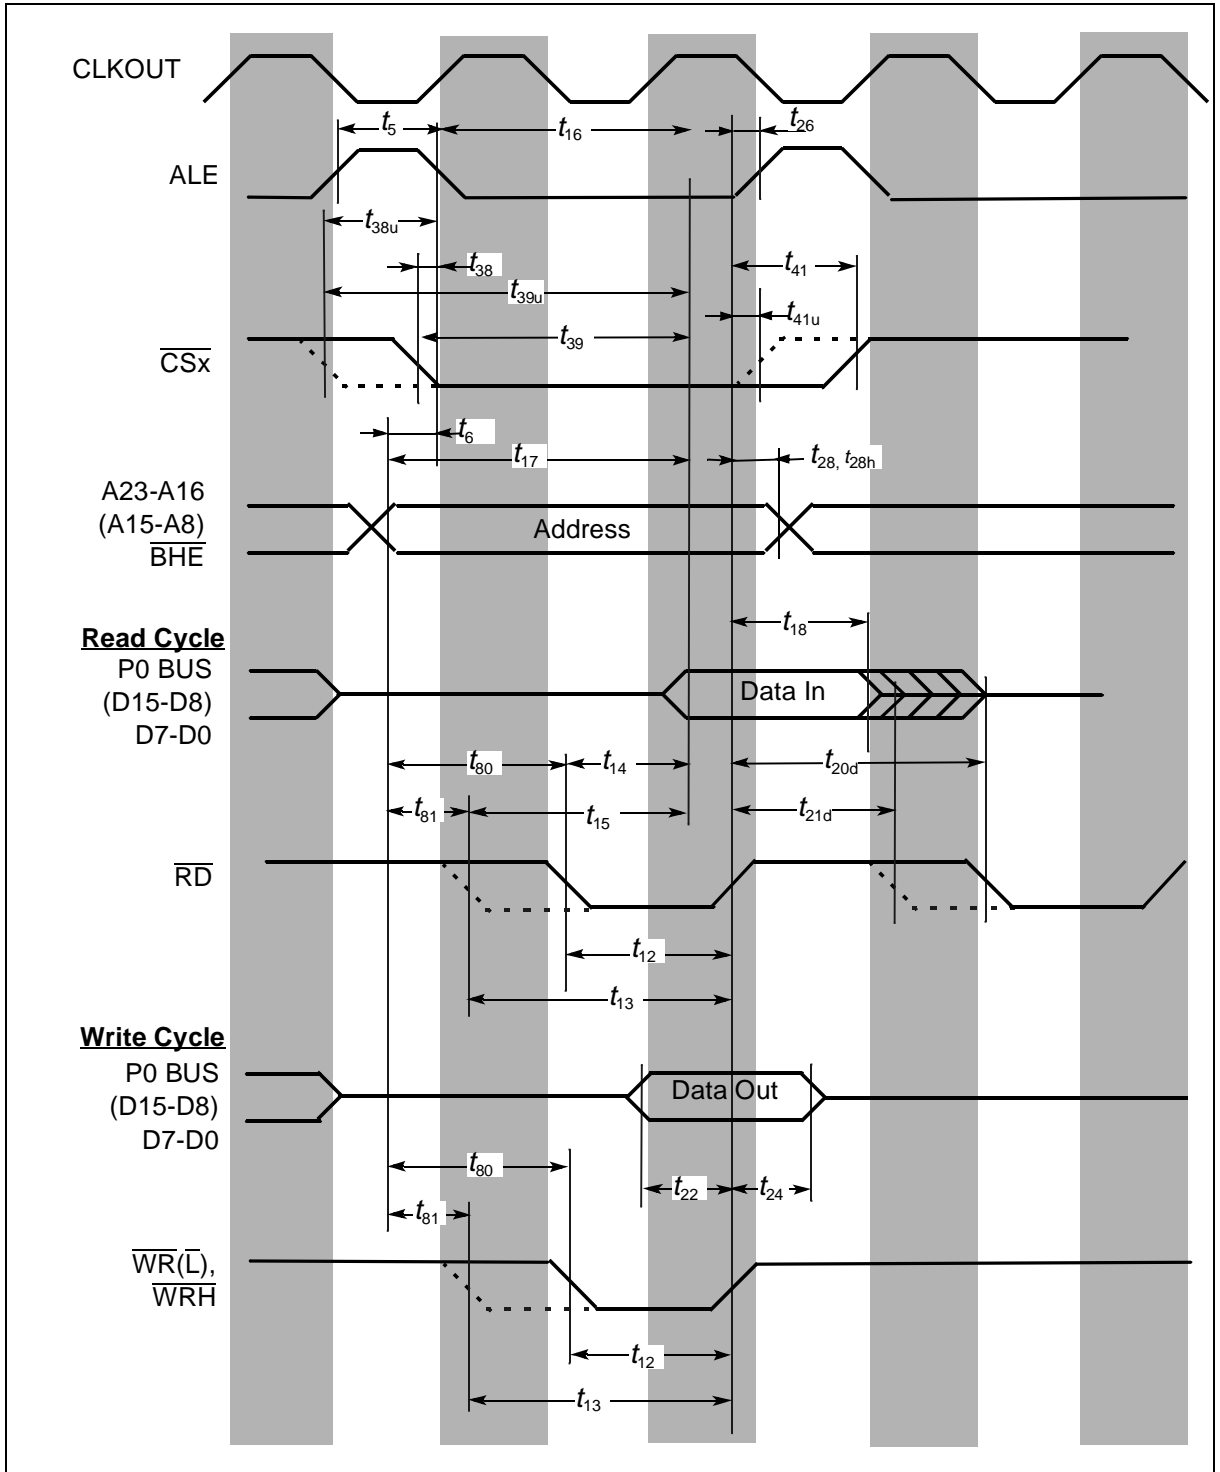 CLKOUT
t5
t16
t26
ALE
t38u
t38
t41
t39u
t41u
t39
CSx
t6
t17
t28, t28h
A23-A16
(A15-A8)
BHE
Address
t18
Read Cycle
P0 BUS
(D15-D8)
D7-D0
Data In
t80
t14
t20d
t81
t15
t21d
RD
t12
t13
Write Cycle
P0 BUS
(D15-D8)
D7-D0
Data Out
t80
t22
t24
t81
WR(L),
WRH
t12
t13